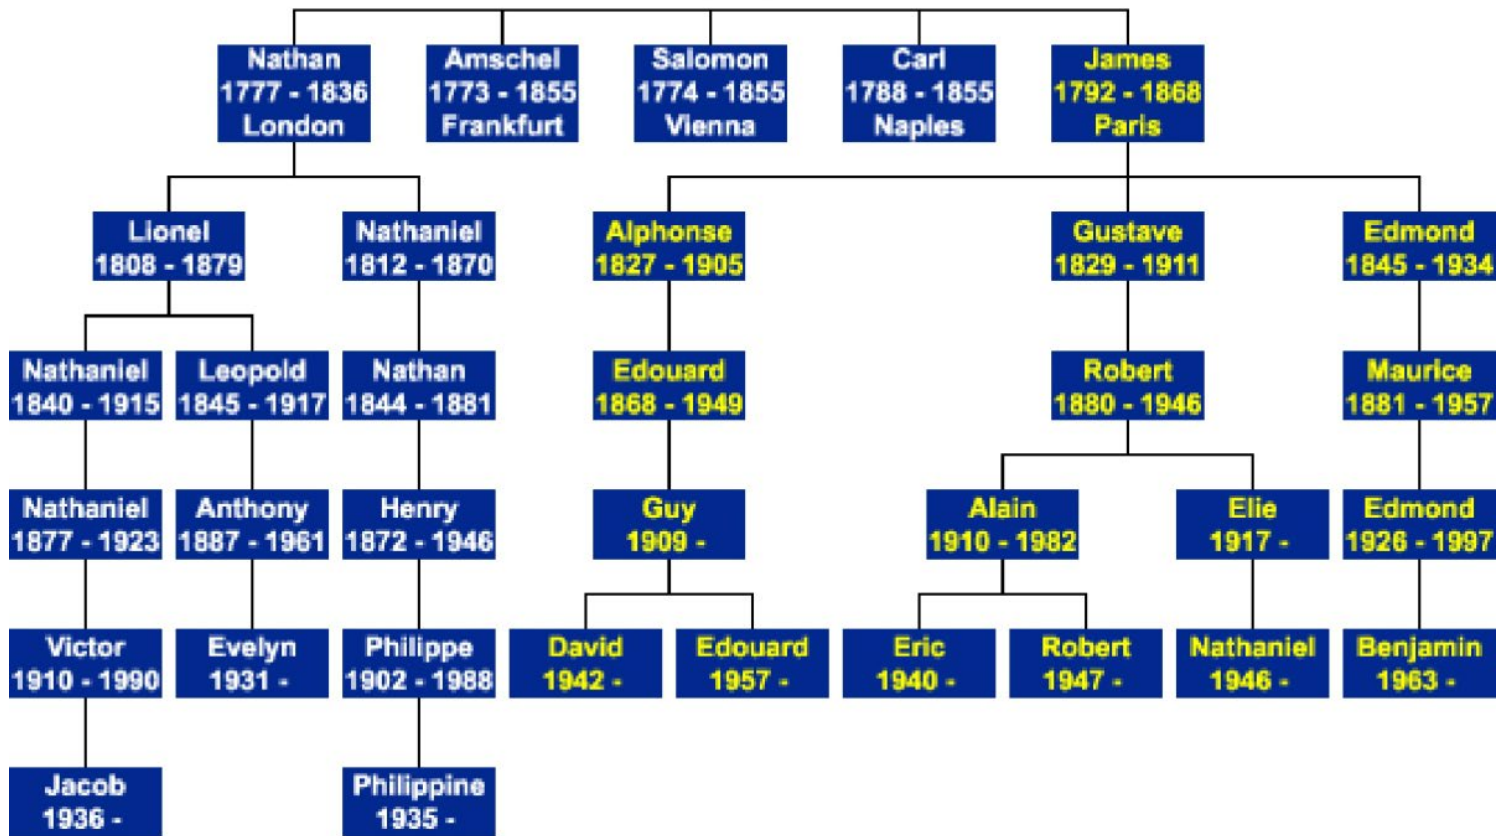 Nathan
1777 - 1836
London
Amschel
1773 - 1855
Frankfurt
Salomon
1774 - 1855
Vienna
Carl
1788 - 1855
Naples
James
1792 - 1868
Paris
Lionel
1808 - 1879
Nathaniel
1812 - 1870
Alphonse
1827 - 1905
Gustave
1829 - 1911
Edmond
1845 - 1934
Nathaniel
1840 - 1915
Leopold
1845 - 1917
Nathan
1844 - 1881
Edouard
1868 - 1949
Robert
1880 - 1946
Maurice
1881 - 1957
Nathaniel
1877 - 1923
Anthony
1887 - 1961
Henry
1872 - 1946
Guy
1909 -
Alain
1910 - 1982
Elie
1917 -
Edmond
1926 - 1997
Victor
1910 - 1990
Evelyn
1931 -
Philippe
1902 - 1988
David
1942 -
Edouard
1957 -
Eric
1940 -
Robert
1947 -
Nathaniel
1946 -
Benjamin
1963 -
Jacob
1936 -
Philippine
1935 -